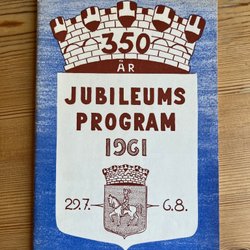 350
ÅR
JUBILEUMS
PROGRAM
1961
29.7. 6.8.